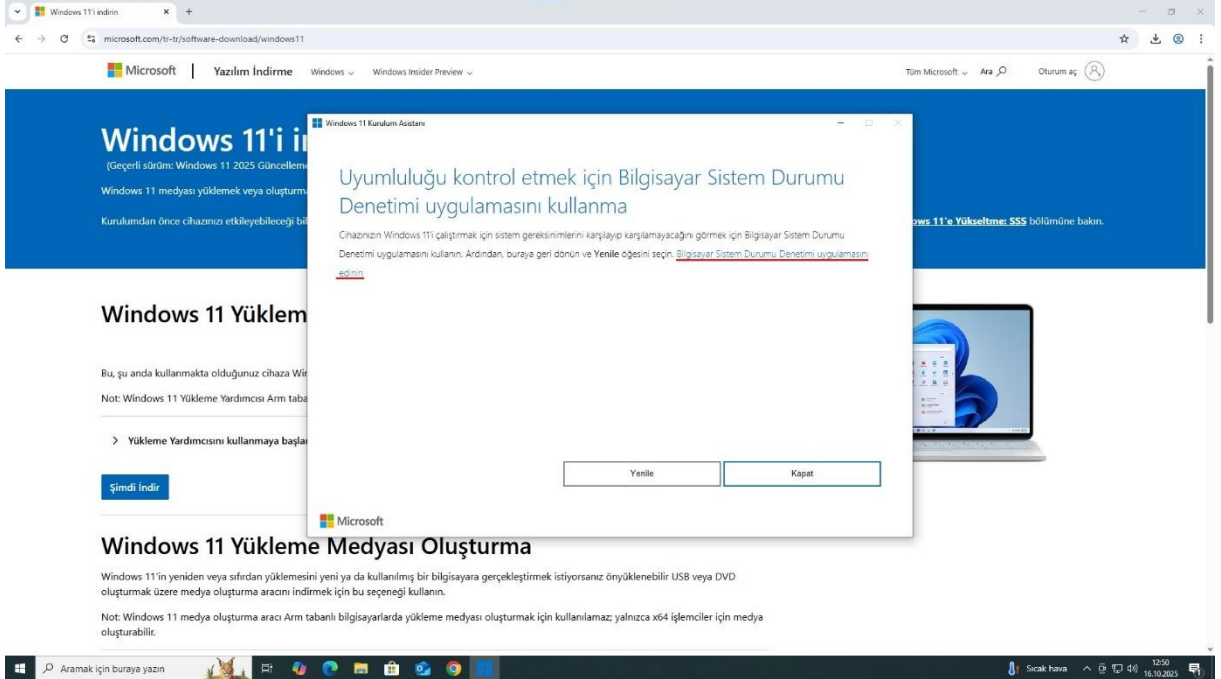 Windows 11'i indirin
microsoft.com/tr-tr/software-download/windows11
Microsoft
Yazılım İndirme
Windows
Windows Insider Preview
Tüm Microsoft
Ara
Oturum aç
Windows 11'i i
(Geçerli sürüm: Windows 11 2025 Güncelleme
Windows 11 medyası yüklemek veya oluşturma
Kurulumdan önce cihazınızı etkileyebileceği bil
ows 11'e Yükseltme: SSS bölümüne bakın.
Windows 11 Kurulum Asistanı
Uyumluluğu kontrol etmek için Bilgisayar Sistem Durumu
Denetimi uygulamasını kullanma
Cihazınızın Windows 11'i çalıştırmak için sistem gereksinimlerini karşılayıp karşılamayacağını görmek için Bilgisayar Sistem Durumu
Denetimi uygulamasını kullanın. Ardından, buraya geri dönün ve Yenile öğesini seçin. Bilgisayar Sistem Durumu Denetimi uygulamasını
edinin
Yenile
Kapat
Microsoft
Windows 11 Yüklem
Bu, şu anda kullanmakta olduğunuz cihaza Wi
Not: Windows 11 Yükleme Yardımcısı Arm taba
Yükleme Yardımcısını kullanmaya başla
Şimdi İndir
Windows 11 Yükleme Medyası Oluşturma
Windows 11'in yeniden veya sıfırdan yüklemesini yeni ya da kullanılmış bir bilgisayara gerçekleştirmek istiyorsanız önyüklenebilir USB veya DVD
oluşturmak üzere medya oluşturma aracını indirmek için bu seçeneği kullanın.
Not: Windows 11 medya oluşturma aracı Arm tabanlı bilgisayarlarda yükleme medyası oluşturmak için kullanılamaz; yalnızca x64 işlemciler için medya
oluşturabilir.
Aramak için buraya yazın
Sıcak hava
12:50
16.10.2025